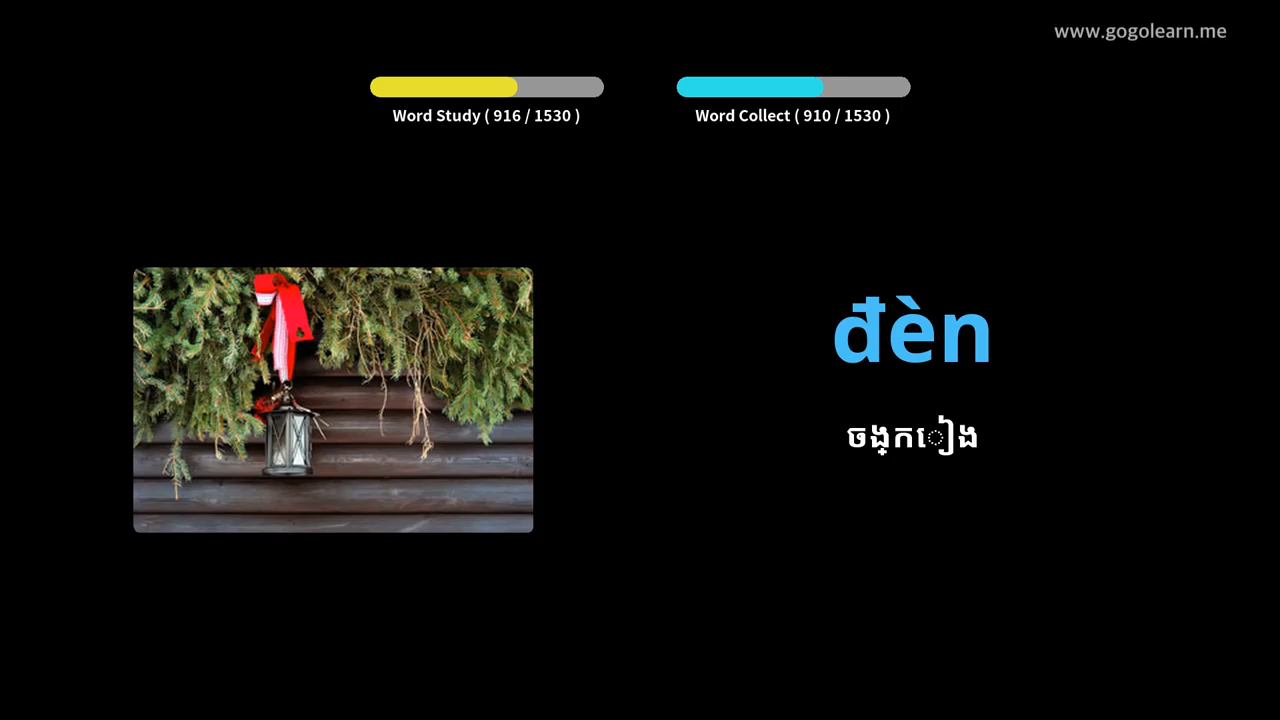 www.gogolearn.me
Word Study ( 916 / 1530 )
Word Collect ( 910 / 1530 )
đèn
ចង្កៀង